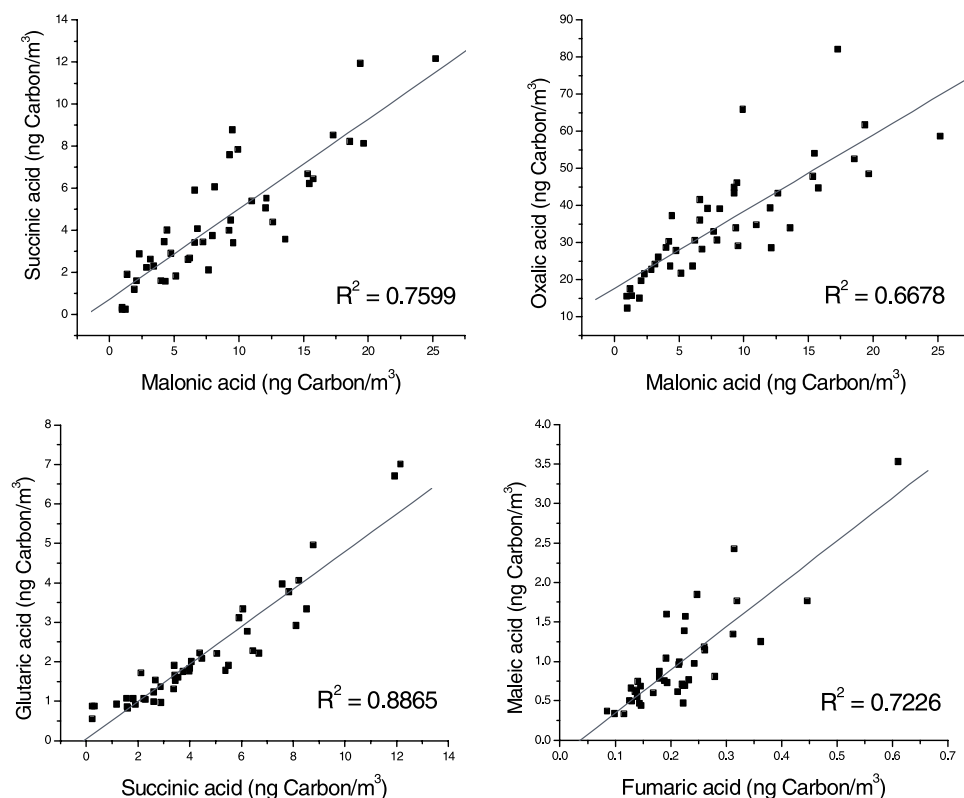 14
12
10
8
6
4
2
0
Succinic acid (ng Carbon/m³)
R² = 0.7599
0 5 10 15 20 25
Malonic acid (ng Carbon/m³)
90
80
70
60
50
40
30
20
10
Oxalic acid (ng Carbon/m³)
R² = 0.6678
0 5 10 15 20 25
Malonic acid (ng Carbon/m³)
8
7
6
5
4
3
2
1
0
Glutaric acid (ng Carbon/m³)
R² = 0.8865
0 2 4 6 8 10 12 14
Succinic acid (ng Carbon/m³)
4.0
3.5
3.0
2.5
2.0
1.5
1.0
0.5
0.0
Maleic acid (ng Carbon/m³)
R² = 0.7226
0.0 0.1 0.2 0.3 0.4 0.5 0.6 0.7
Fumaric acid (ng Carbon/m³)